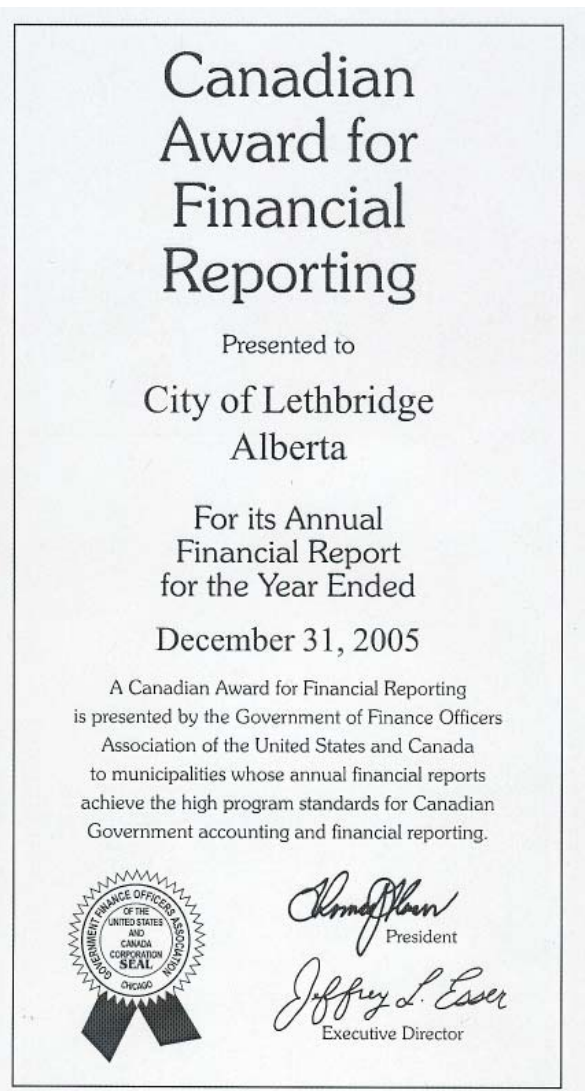 Canadian
Award for
Financial
Reporting
Presented to
City of Lethbridge
Alberta
For its Annual
Financial Report
for the Year Ended
December 31, 2005
A Canadian Award for Financial Reporting
is presented by the Government of Finance Officers
Association of the United States and Canada
to municipalities whose annual financial reports
achieve the high program standards for Canadian
Government accounting and financial reporting.
GOVERNMENT FINANCE OFFICERS ASSOCIATION
OF THE
UNITED STATES
AND
CANADA
CORPORATION
SEAL
CHICAGO
President
Jeffrey L. Esser
Executive Director